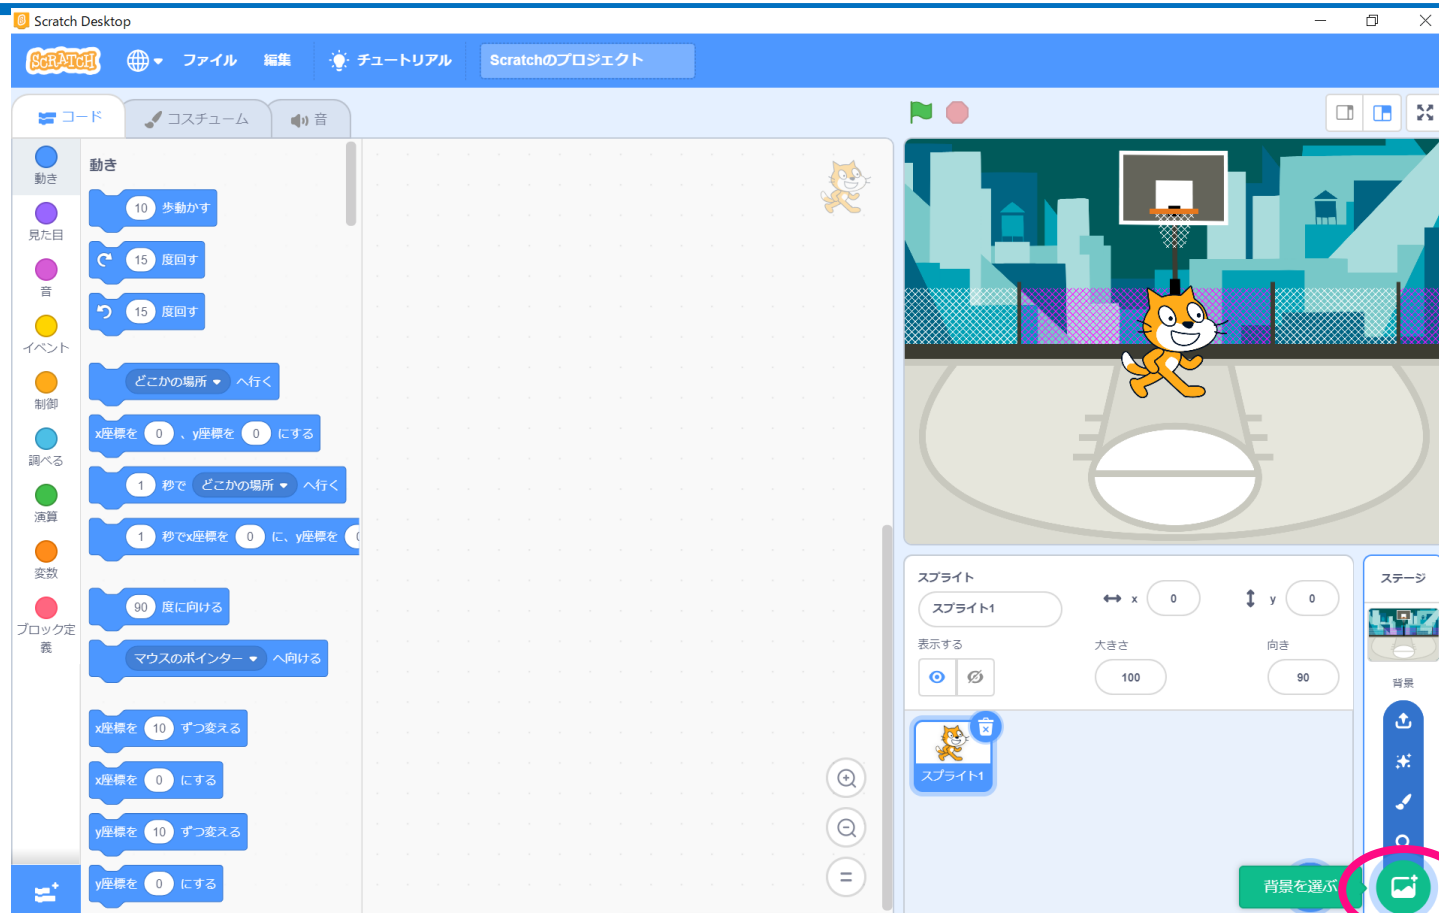 Scratch Desktop
SCRATCH ファイル 編集 チュートリアル Scratchのプロジェクト
コード コスチューム 音
動き
見た目
音
イベント
制御
調べる
演算
変数
ブロック定
義
動き
10 歩動かす
15 度回す
15 度回す
どこかの場所 へ行く
x座標を 0 、y座標を 0 にする
1 秒で どこかの場所 へ行く
1 秒でx座標を 0 に、y座標を
90 度に向ける
マウスのポインター へ向ける
x座標を 10 ずつ変える
x座標を 0 にする
y座標を 10 ずつ変える
y座標を 0 にする
スプライト
スプライト1 x 0 y 0
表示する 大きさ 向き
100 90
スプライト1
ステージ
背景
背景を選ぶ